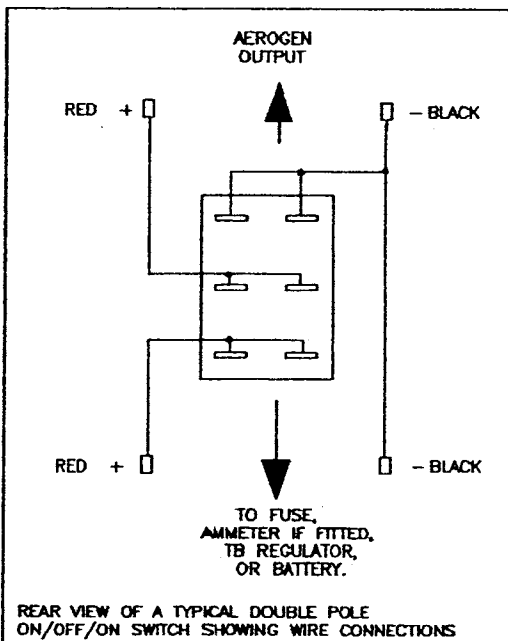 AEROGEN
OUTPUT
RED +
- BLACK
RED +
- BLACK
TO FUSE,
AMMETER IF FITTED,
TB REGULATOR,
OR BATTERY.
REAR VIEW OF A TYPICAL DOUBLE POLE
ON/OFF/ON SWITCH SHOWING WIRE CONNECTIONS